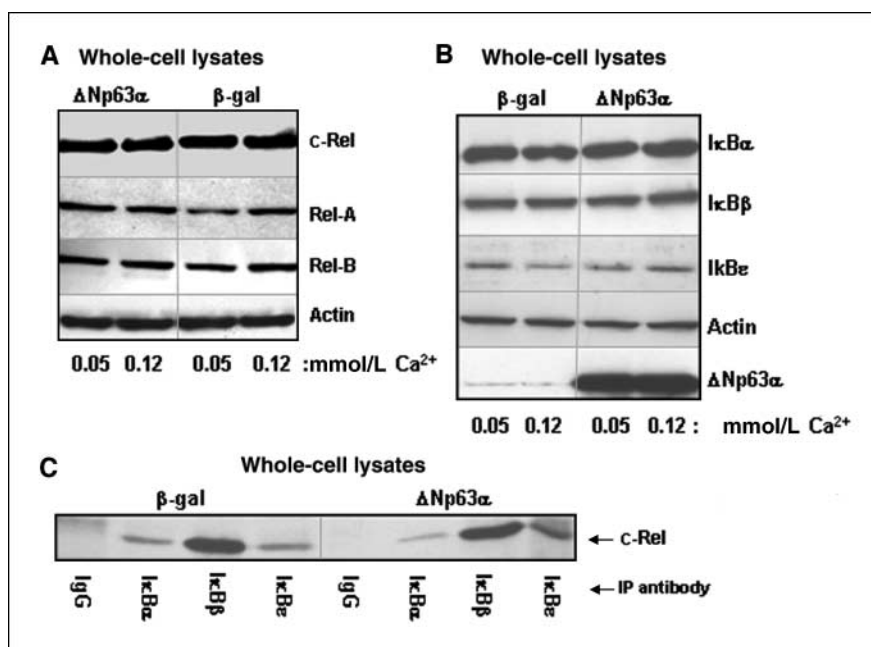 A Whole-cell lysates
ΔNp63α β-gal
c-Rel
Rel-A
Rel-B
Actin
0.05 0.12 0.05 0.12 :mmol/L Ca²⁺
B Whole-cell lysates
β-gal ΔNp63α
IκBα
IκBβ
IkBε
Actin
ΔNp63α
0.05 0.12 0.05 0.12 : mmol/L Ca²⁺
C Whole-cell lysates
β-gal ΔNp63α
← c-Rel
IgG IκBα IκBβ IκBε IgG IκBα IκBβ IκBε ← IP antibody